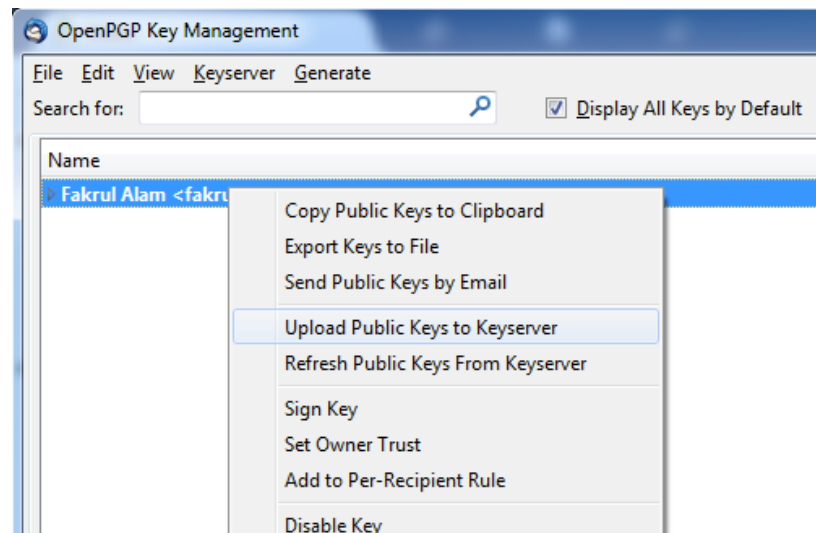 OpenPGP Key Management
File Edit View Keyserver Generate
Search for: Display All Keys by Default
Name
Fakrul Alam <fakru
Copy Public Keys to Clipboard
Export Keys to File
Send Public Keys by Email
Upload Public Keys to Keyserver
Refresh Public Keys From Keyserver
Sign Key
Set Owner Trust
Add to Per-Recipient Rule
Disable Key